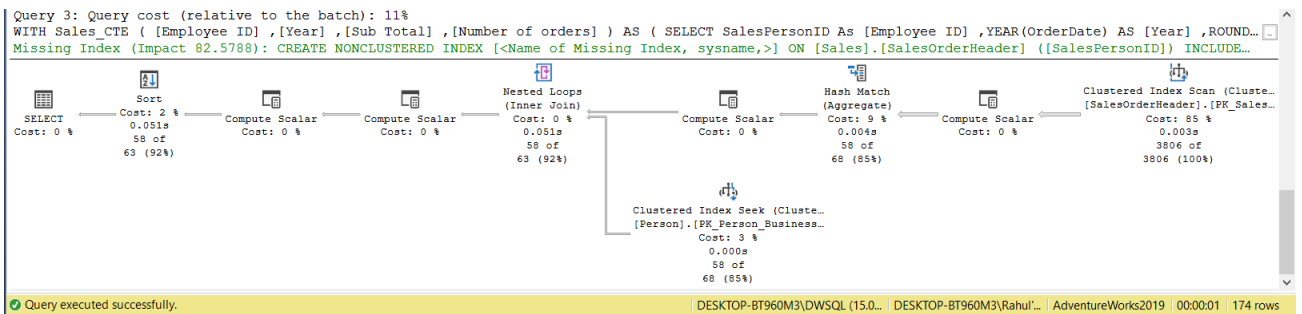 Query 3: Query cost (relative to the batch): 11%
WITH Sales_CTE ( [Employee ID] ,[Year] ,[Sub Total] ,[Number of orders] ) AS ( SELECT SalesPersonID As [Employee ID] ,YEAR(OrderDate) AS [Year] ,ROUND… ...
Missing Index (Impact 82.5788): CREATE NONCLUSTERED INDEX [<Name of Missing Index, sysname,>] ON [Sales].[SalesOrderHeader] ([SalesPersonID]) INCLUDE…
SELECT
Cost: 0 %
Sort
Cost: 2 %
0.051s
58 of
63 (92%)
Compute Scalar
Cost: 0 %
Compute Scalar
Cost: 0 %
Nested Loops
(Inner Join)
Cost: 0 %
0.051s
58 of
63 (92%)
Compute Scalar
Cost: 0 %
Hash Match
(Aggregate)
Cost: 9 %
0.004s
58 of
68 (85%)
Compute Scalar
Cost: 0 %
Clustered Index Scan (Cluste…
[SalesOrderHeader].[PK_Sales…
Cost: 85 %
0.003s
3806 of
3806 (100%)
Clustered Index Seek (Cluste…
[Person].[PK_Person_Business…
Cost: 3 %
0.000s
58 of
68 (85%)
Query executed successfully.
DESKTOP-BT960M3\DWSQL (15.0... DESKTOP-BT960M3\Rahul'... AdventureWorks2019 00:00:01 174 rows